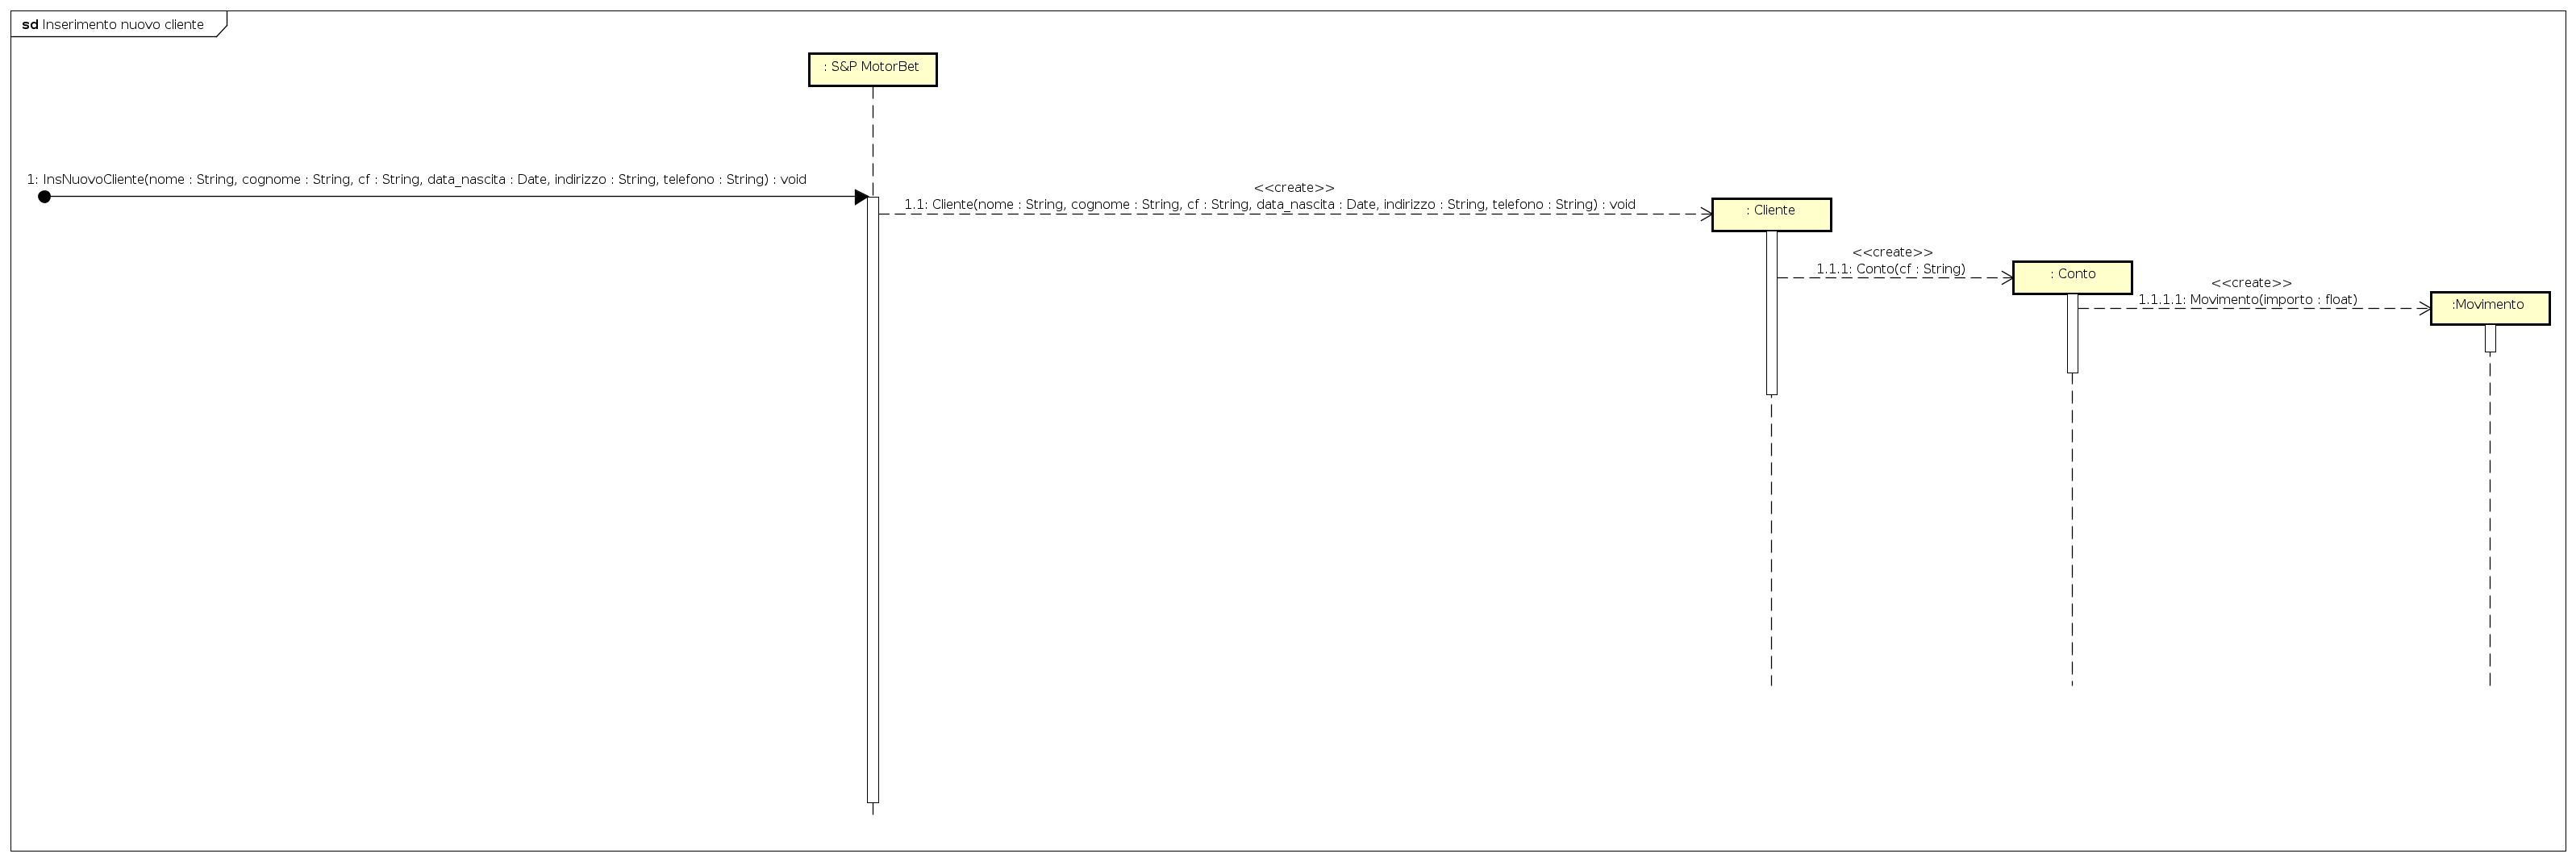 sd Inserimento nuovo cliente
: S&P MotorBet
1: InsNuovoCliente(nome : String, cognome : String, cf : String, data_nascita : Date, indirizzo : String, telefono : String) : void
<<create>>
1.1: Cliente(nome : String, cognome : String, cf : String, data_nascita : Date, indirizzo : String, telefono : String) : void
: Cliente
<<create>>
1.1.1: Conto(cf : String)
: Conto
<<create>>
1.1.1.1: Movimento(importo : float)
:Movimento